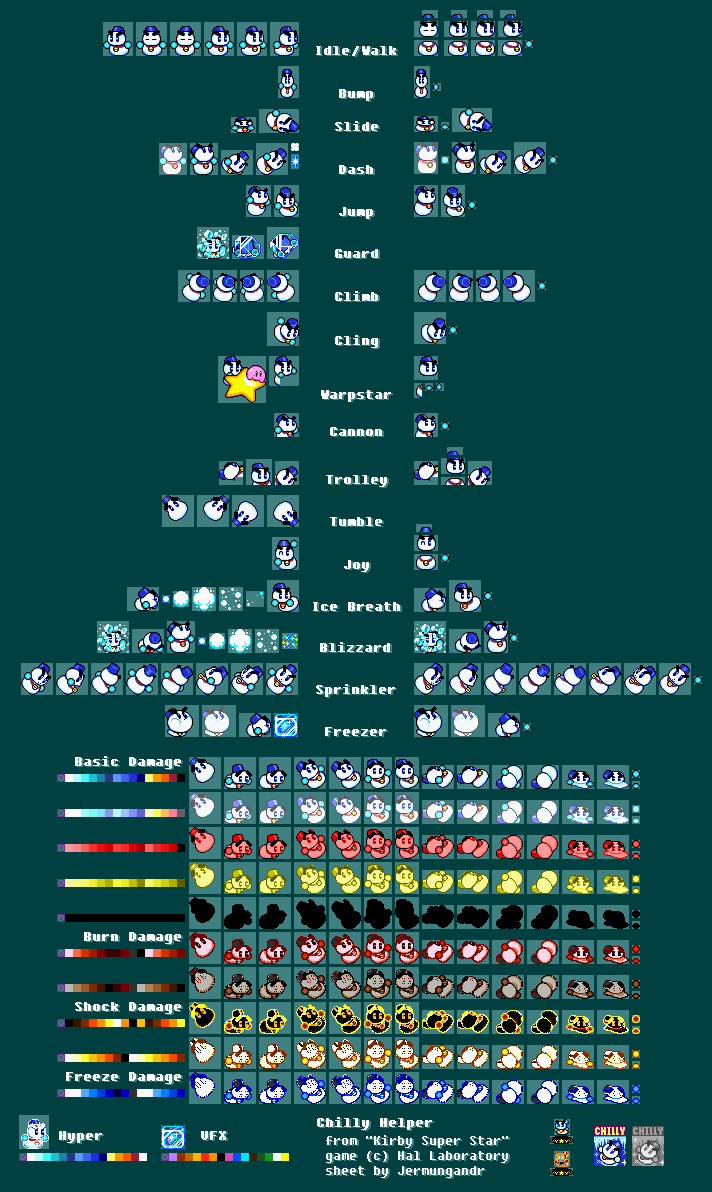 Idle/Walk
Bump
Slide
Dash
Jump
Guard
Climb
Cling
Warpstar
Cannon
Trolley
Tumble
Joy
Ice Breath
Blizzard
Sprinkler
Freezer
Basic Damage
Burn Damage
Shock Damage
Freeze Damage
Hyper
VFX
Chilly Helper
from "Kirby Super Star"
game (c) Hal Laboratory
sheet by Jermungandr
CHILLY
CHILLY